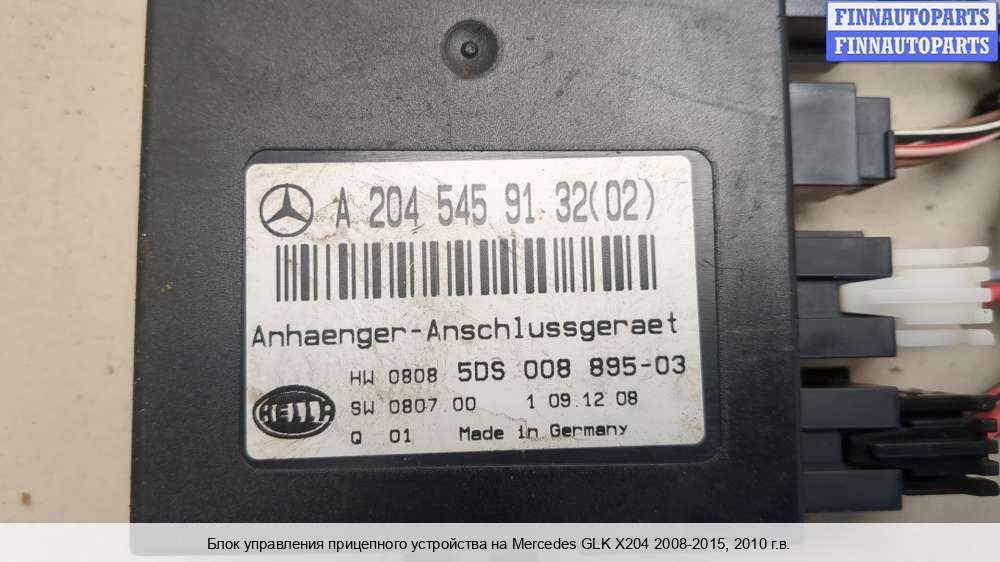 FINNAUTOPARTS
FINNAUTOPARTS
A 204 545 91 32(02)
Anhaenger-Anschlussgeraet
HW 0808 5DS 008 895-03
HELLA
SW 0807.00 1 09.12 08
Q 01 Made in Germany
Блок управления прицепного устройства на Mercedes GLK X204 2008-2015, 2010 г.в.